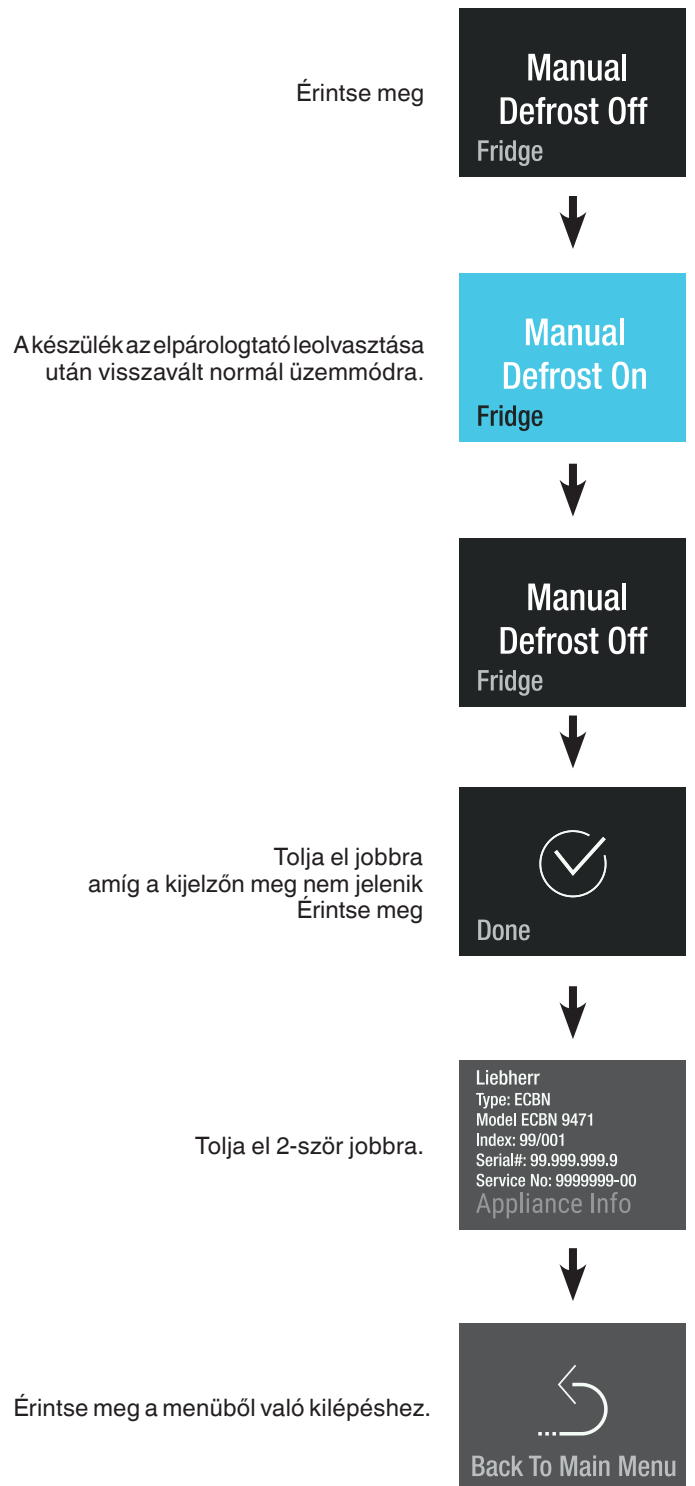 Érintse meg
Manual
Defrost Off
Fridge
A készülék az elpárologtató leolvasztása
után visszavált normál üzemmódra.
Manual
Defrost On
Fridge
Manual
Defrost Off
Fridge
Tolja el jobbra
amíg a kijelzőn meg nem jelenik
Érintse meg
Done
Tolja el 2-ször jobbra.
Liebherr
Type: ECBN
Model ECBN 9471
Index: 99/001
Serial#: 99.999.999.9
Service No: 9999999-00
Appliance Info
Érintse meg a menüből való kilépéshez.
Back To Main Menu